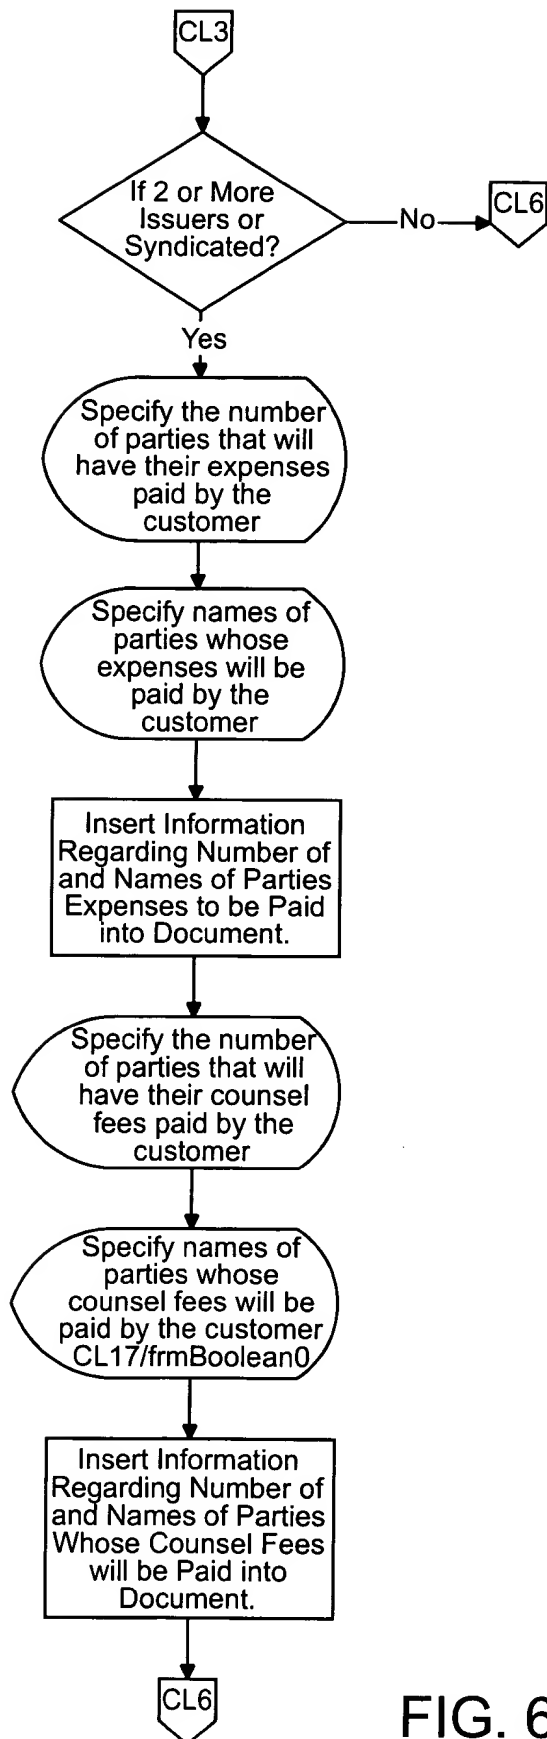 CL3
If 2 or More
Issuers or
Syndicated?
No
CL6
Yes
Specify the number
of parties that will
have their expenses
paid by the
customer
Specify names of
parties whose
expenses will be
paid by the
customer
Insert Information
Regarding Number of
and Names of Parties
Expenses to be Paid
into Document.
Specify the number
of parties that will
have their counsel
fees paid by the
customer
Specify names of
parties whose
counsel fees will be
paid by the customer
CL17/frmBoolean0
Insert Information
Regarding Number of
and Names of Parties
Whose Counsel Fees
will be Paid into
Document.
CL6
FIG. 6